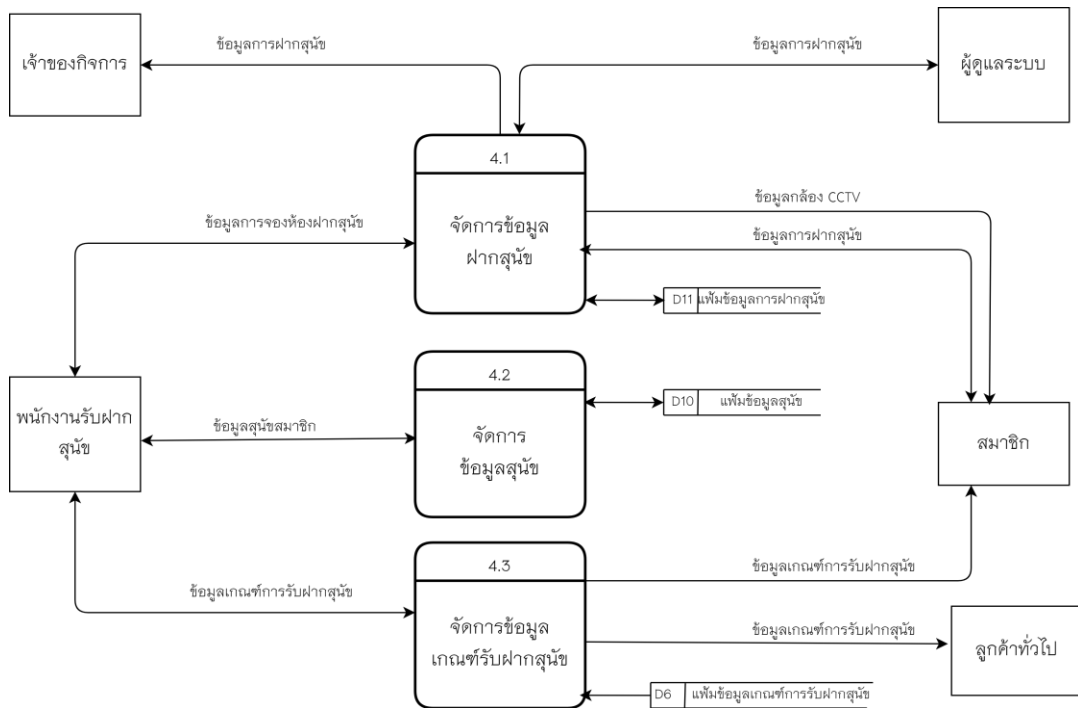 ข้อมูลการฝากสุนัข
ข้อมูลการฝากสุนัข
เจ้าของกิจการ
ผู้ดูแลระบบ
4.1
จัดการข้อมูล
ฝากสุนัข
ข้อมูลกล้อง CCTV
ข้อมูลการจองห้องฝากสุนัข
ข้อมูลการฝากสุนัข
D11 แฟ้มข้อมูลการฝากสุนัข
4.2
จัดการ
ข้อมูลสุนัข
D10 แฟ้มข้อมูลสุนัข
พนักงานรับฝาก
สุนัข
ข้อมูลสุนัขสมาชิก
สมาชิก
4.3
จัดการข้อมูล
เกณฑ์รับฝากสุนัข
ข้อมูลเกณฑ์การรับฝากสุนัข
ข้อมูลเกณฑ์การรับฝากสุนัข
ข้อมูลเกณฑ์การรับฝากสุนัข
ลูกค้าทั่วไป
D6 แฟ้มข้อมูลเกณฑ์การรับฝากสุนัข